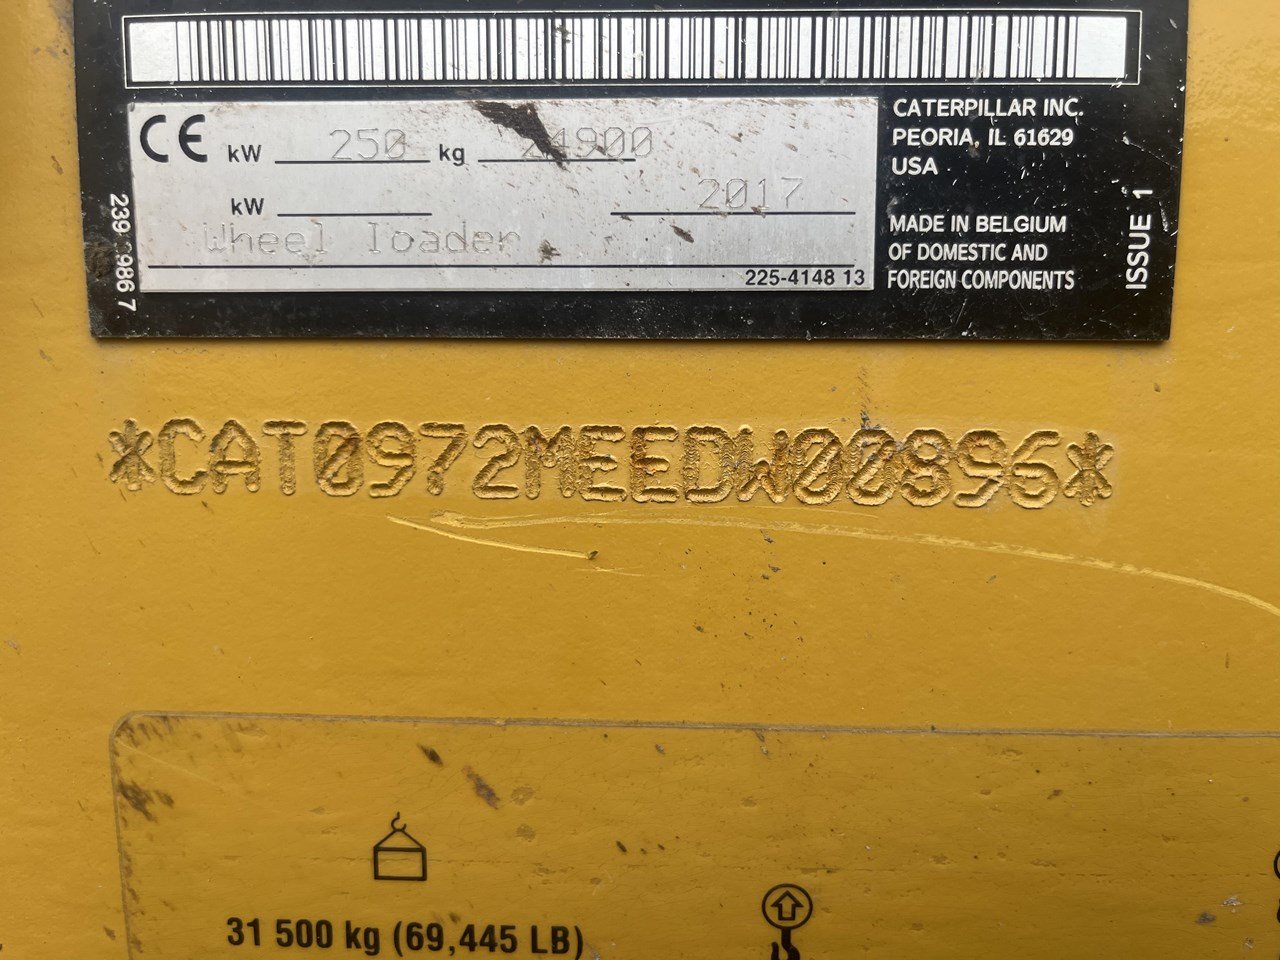 CE kW 250 kg 24900
kW 2017
Wheel loader
225-4148 13
CATERPILLAR INC.
PEORIA, IL 61629
USA
MADE IN BELGIUM
OF DOMESTIC AND
FOREIGN COMPONENTS
ISSUE 1
*CAT0972MEEDW00896*
31 500 kg (69,445 LB)